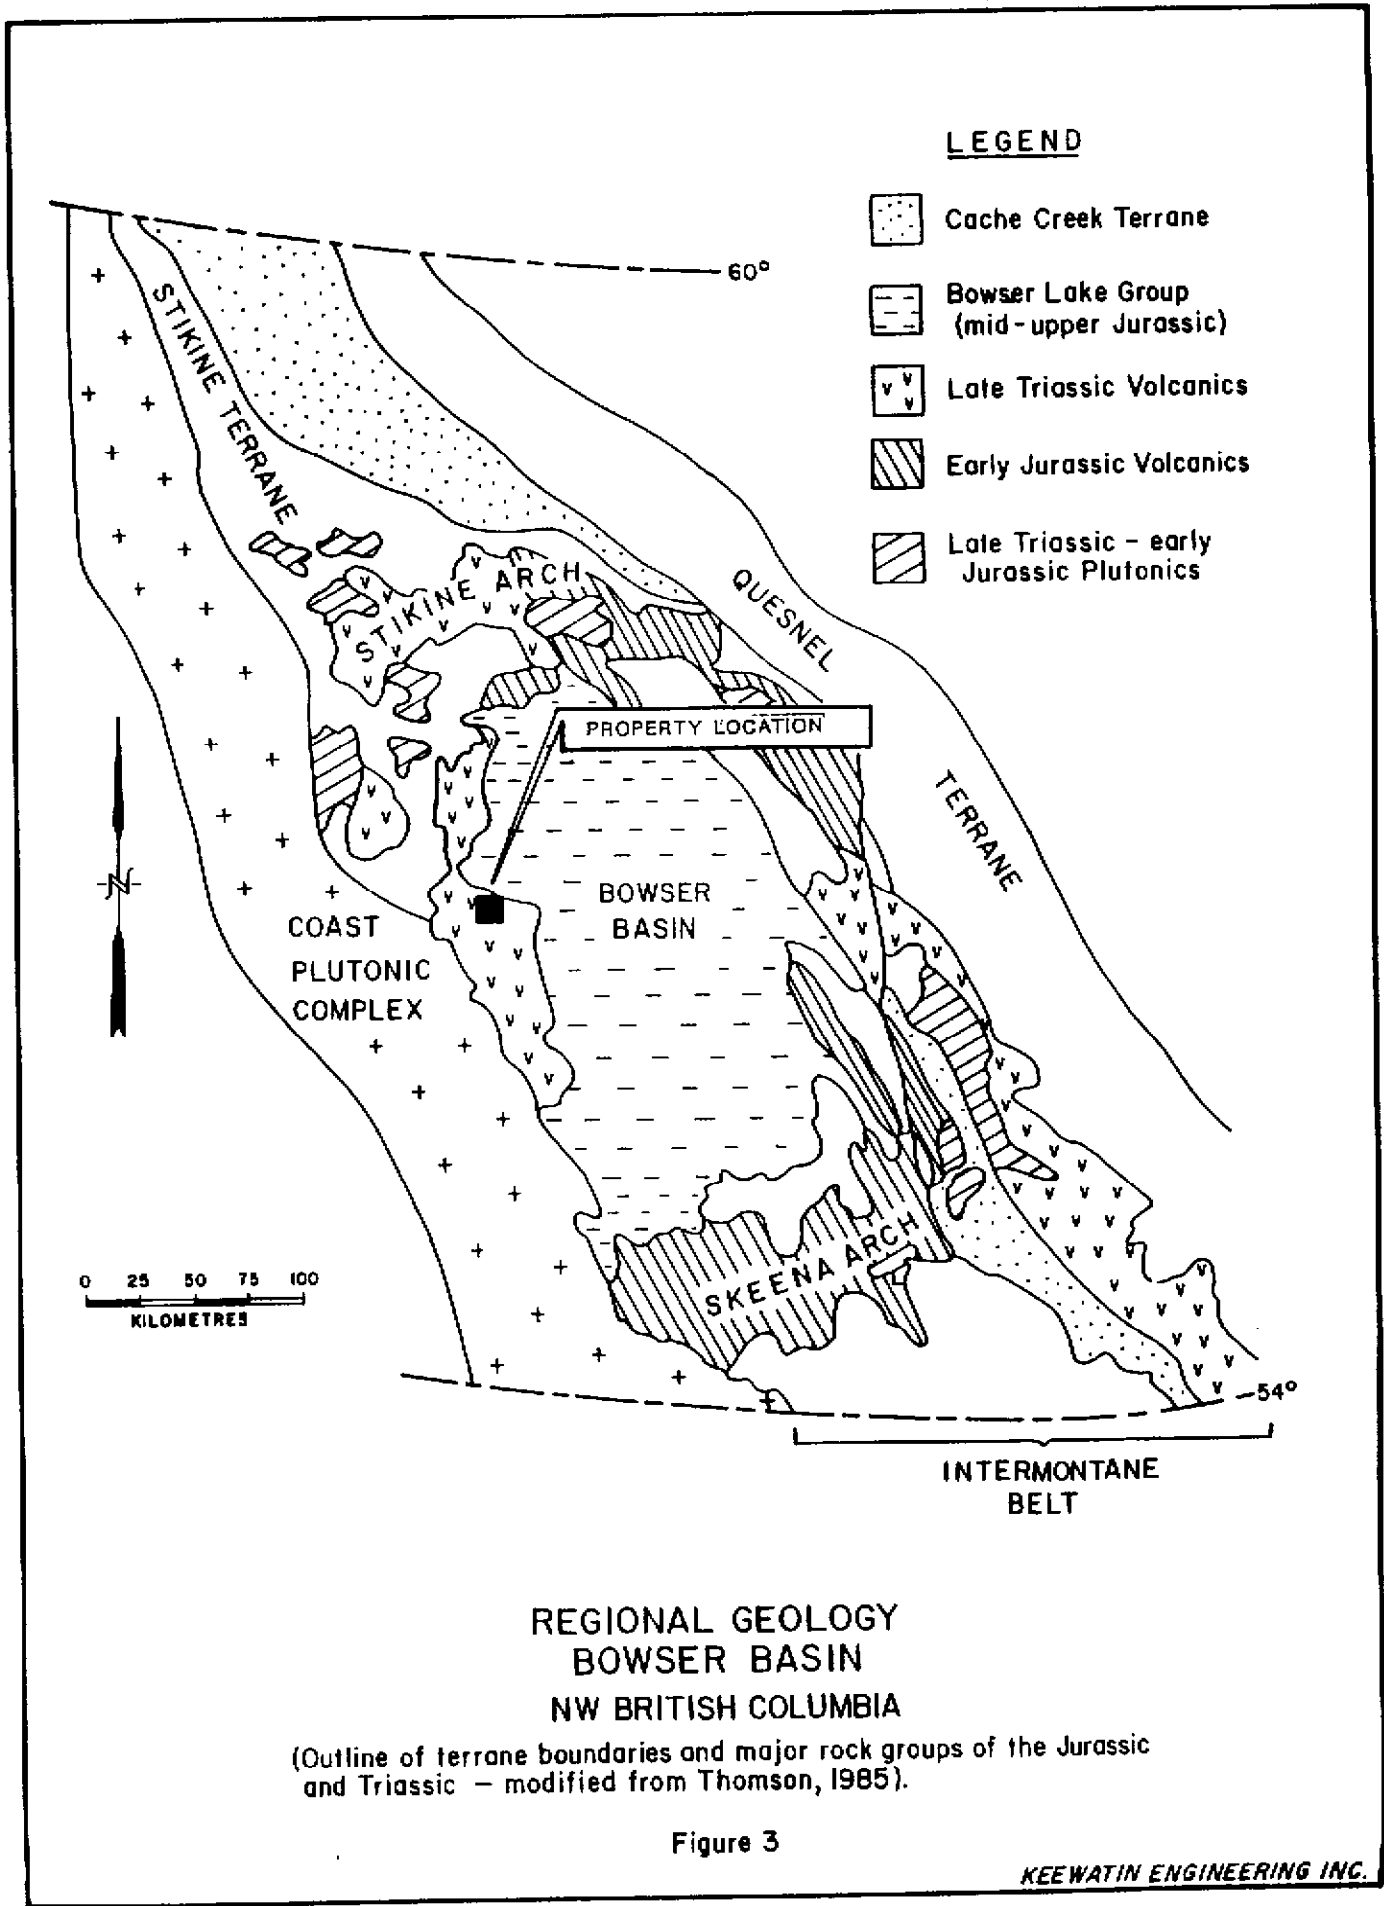 LEGEND
Cache Creek Terrane
Bowser Lake Group
(mid-upper Jurassic)
Late Triassic Volcanics
Early Jurassic Volcanics
Late Triassic - early
Jurassic Plutonics
60°
STIKINE TERRANE
STIKINE ARCH
QUESNEL
TERRANE
PROPERTY LOCATION
N
BOWSER
BASIN
COAST
PLUTONIC
COMPLEX
SKEENA ARCH
0 25 50 75 100
KILOMETRES
54°
INTERMONTANE
BELT
REGIONAL GEOLOGY
BOWSER BASIN
NW BRITISH COLUMBIA
(Outline of terrane boundaries and major rock groups of the Jurassic
and Triassic – modified from Thomson, 1985).
Figure 3
KEEWATIN ENGINEERING INC.